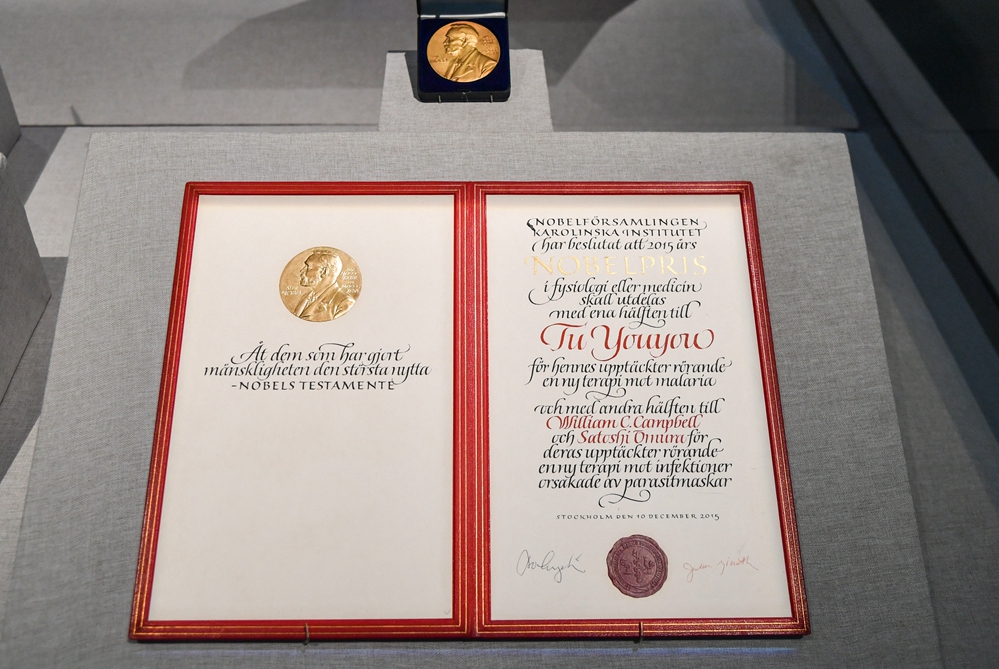 Åt dem som har gjort
mänskligheten den största nytta
-NOBELS TESTAMENTE
NOBELFÖRSAMLINGEN
KAROLINSKA INSTITUTET
har beslutat att 2015 års
NOBELPRIS
i fysiologi eller medicin
skall utdelas
med ena hälften till
Tu Youyou
för hennes upptäckter rörande
en ny terapi mot malaria
och med andra hälften till
William C. Campbell
och Satoshi Ōmura för
deras upptäckter rörande
en ny terapi mot infektioner
orsakade av parasitmaskar
STOCKHOLM DEN 10 DECEMBER 2015